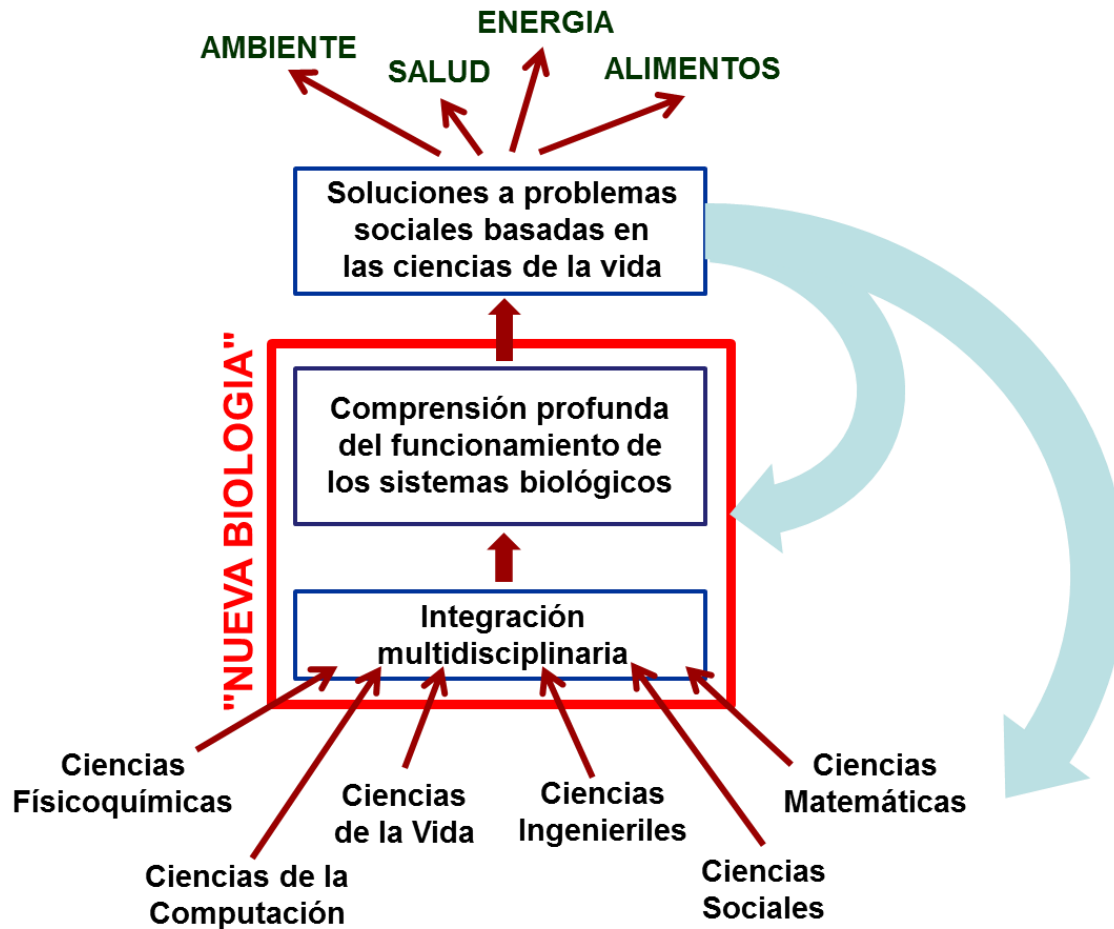 ENERGIA
AMBIENTE
SALUD
ALIMENTOS
Soluciones a problemas
sociales basadas en
las ciencias de la vida
"NUEVA BIOLOGIA"
Comprensión profunda
del funcionamiento de
los sistemas biológicos
Integración
multidisciplinaria
Ciencias
Físicoquímicas
Ciencias de la
Computación
Ciencias
de la Vida
Ciencias
Ingenieriles
Ciencias
Sociales
Ciencias
Matemáticas